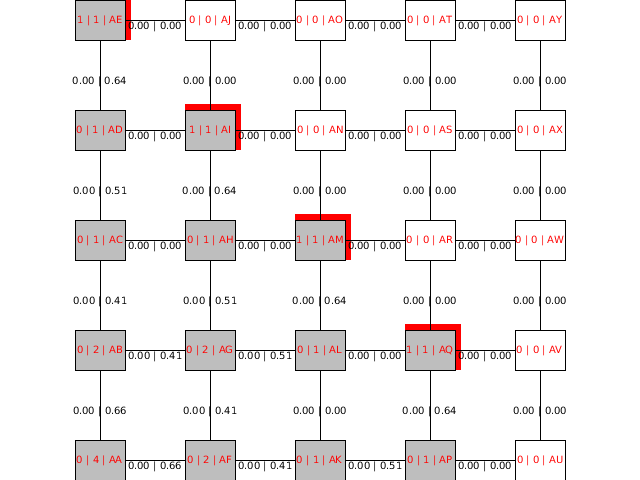 1 | 1 | AE 0.00 | 0.00 0 | 0 | AJ 0.00 | 0.00 0 | 0 | AO 0.00 | 0.00 0 | 0 | AT 0.00 | 0.00 0 | 0 | AY
0.00 | 0.64 0.00 | 0.00 0.00 | 0.00 0.00 | 0.00 0.00 | 0.00
0 | 1 | AD 0.00 | 0.00 1 | 1 | AI 0.00 | 0.00 0 | 0 | AN 0.00 | 0.00 0 | 0 | AS 0.00 | 0.00 0 | 0 | AX
0.00 | 0.51 0.00 | 0.64 0.00 | 0.00 0.00 | 0.00 0.00 | 0.00
0 | 1 | AC 0.00 | 0.00 0 | 1 | AH 0.00 | 0.00 1 | 1 | AM 0.00 | 0.00 0 | 0 | AR 0.00 | 0.00 0 | 0 | AW
0.00 | 0.41 0.00 | 0.51 0.00 | 0.64 0.00 | 0.00 0.00 | 0.00
0 | 2 | AB 0.00 | 0.41 0 | 2 | AG 0.00 | 0.51 0 | 1 | AL 0.00 | 0.00 1 | 1 | AQ 0.00 | 0.00 0 | 0 | AV
0.00 | 0.66 0.00 | 0.41 0.00 | 0.00 0.00 | 0.64 0.00 | 0.00
0 | 4 | AA 0.00 | 0.66 0 | 2 | AF 0.00 | 0.41 0 | 1 | AK 0.00 | 0.51 0 | 1 | AP 0.00 | 0.00 0 | 0 | AU